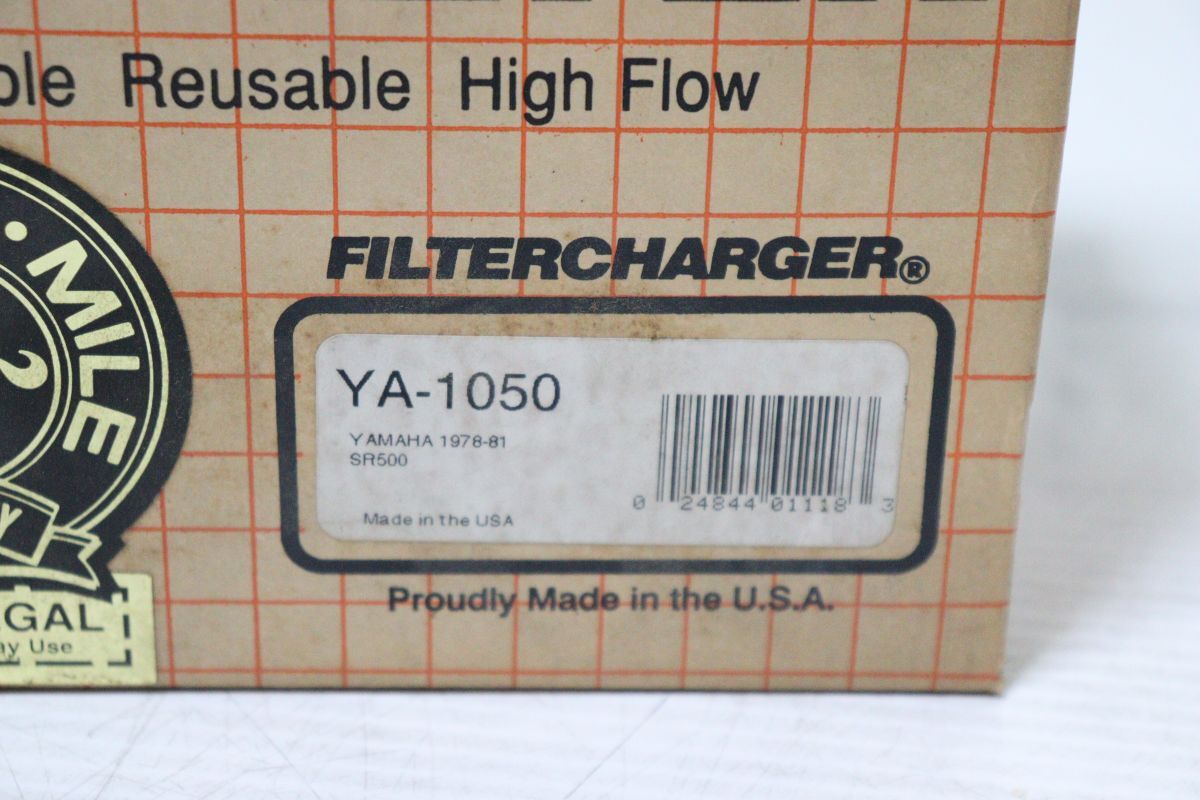 Reusable High Flow
• MILE
FILTERCHARGER®
YA-1050
YAMAHA 1978-81
SR500
0 24844 01118 3
Made in the USA
Proudly Made in the U.S.A.
GAL
Use